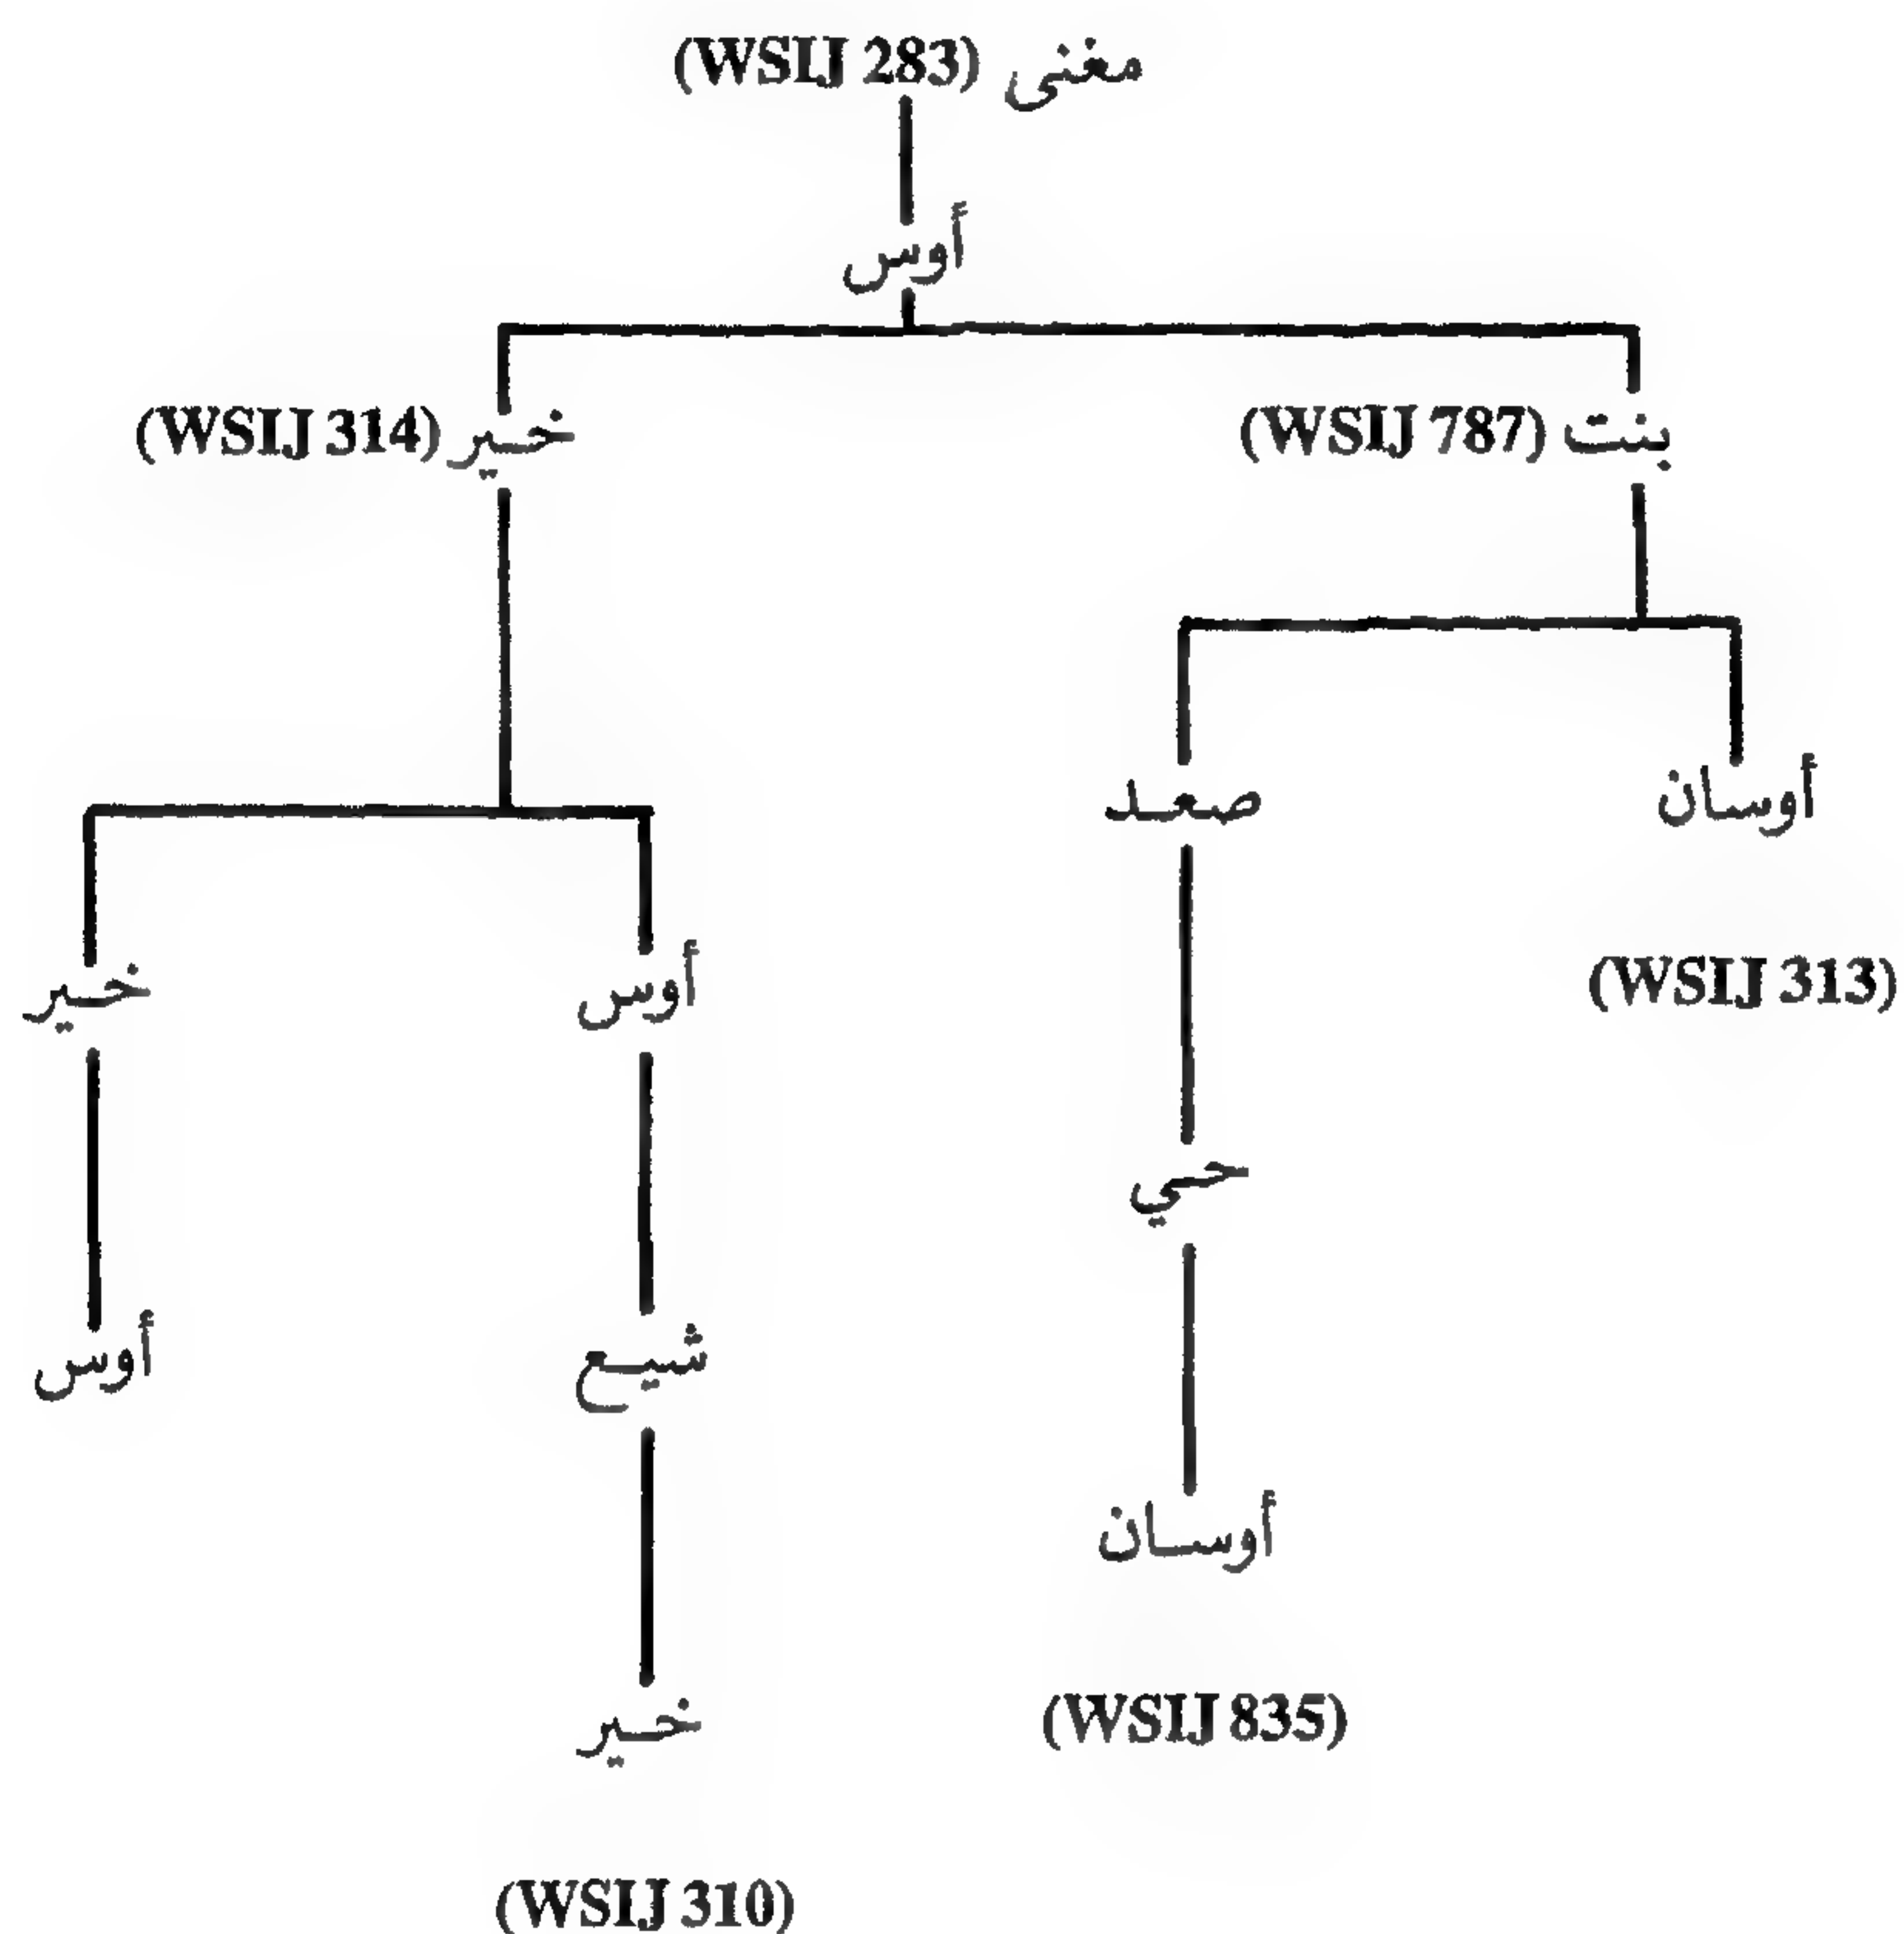 معنى (WSIJ 283)
أوس
بنت (WSIJ 787)
خير (WSIJ 314)
أوسان
صعد
(WSIJ 313)
أوس
خير
حي
شيع
أوس
أوسان
(WSIJ 835)
خير
(WSIJ 310)